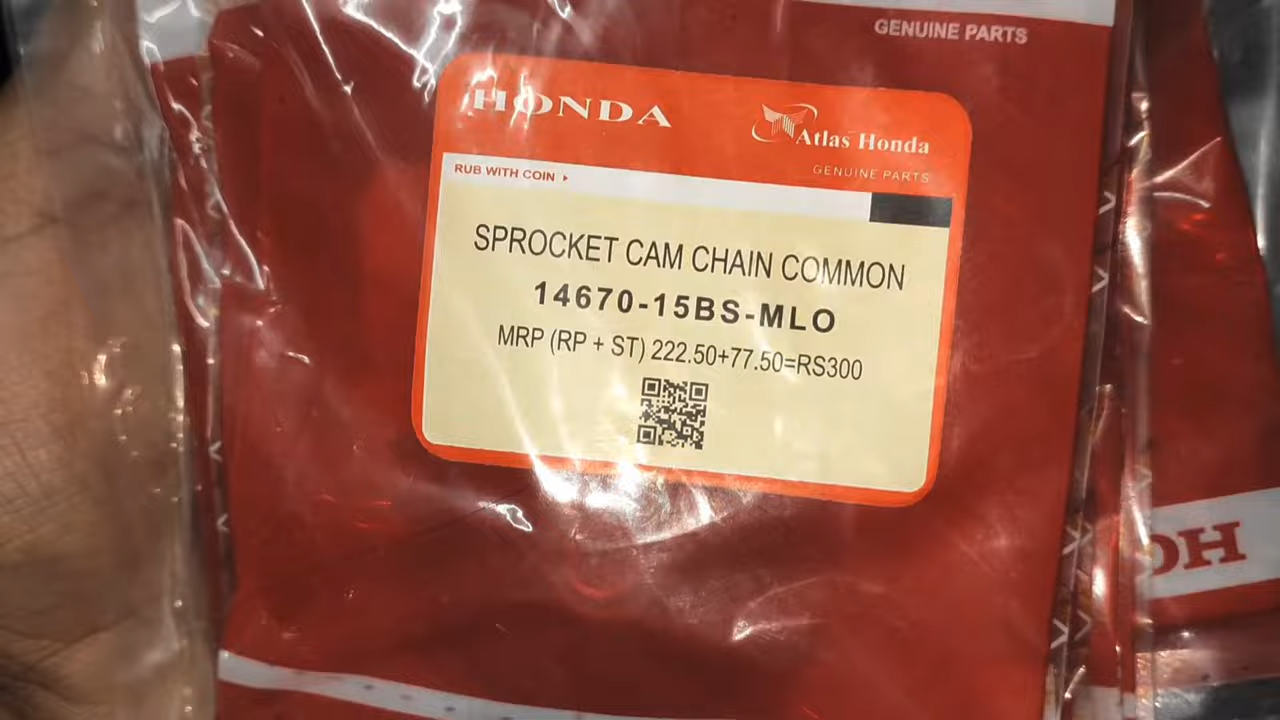 GENUINE PARTS
HONDA
Atlas Honda
GENUINE PARTS
RUB WITH COIN
SPROCKET CAM CHAIN COMMON
14670-15BS-MLO
MRP (RP + ST) 222.50+77.50=RS300
HO